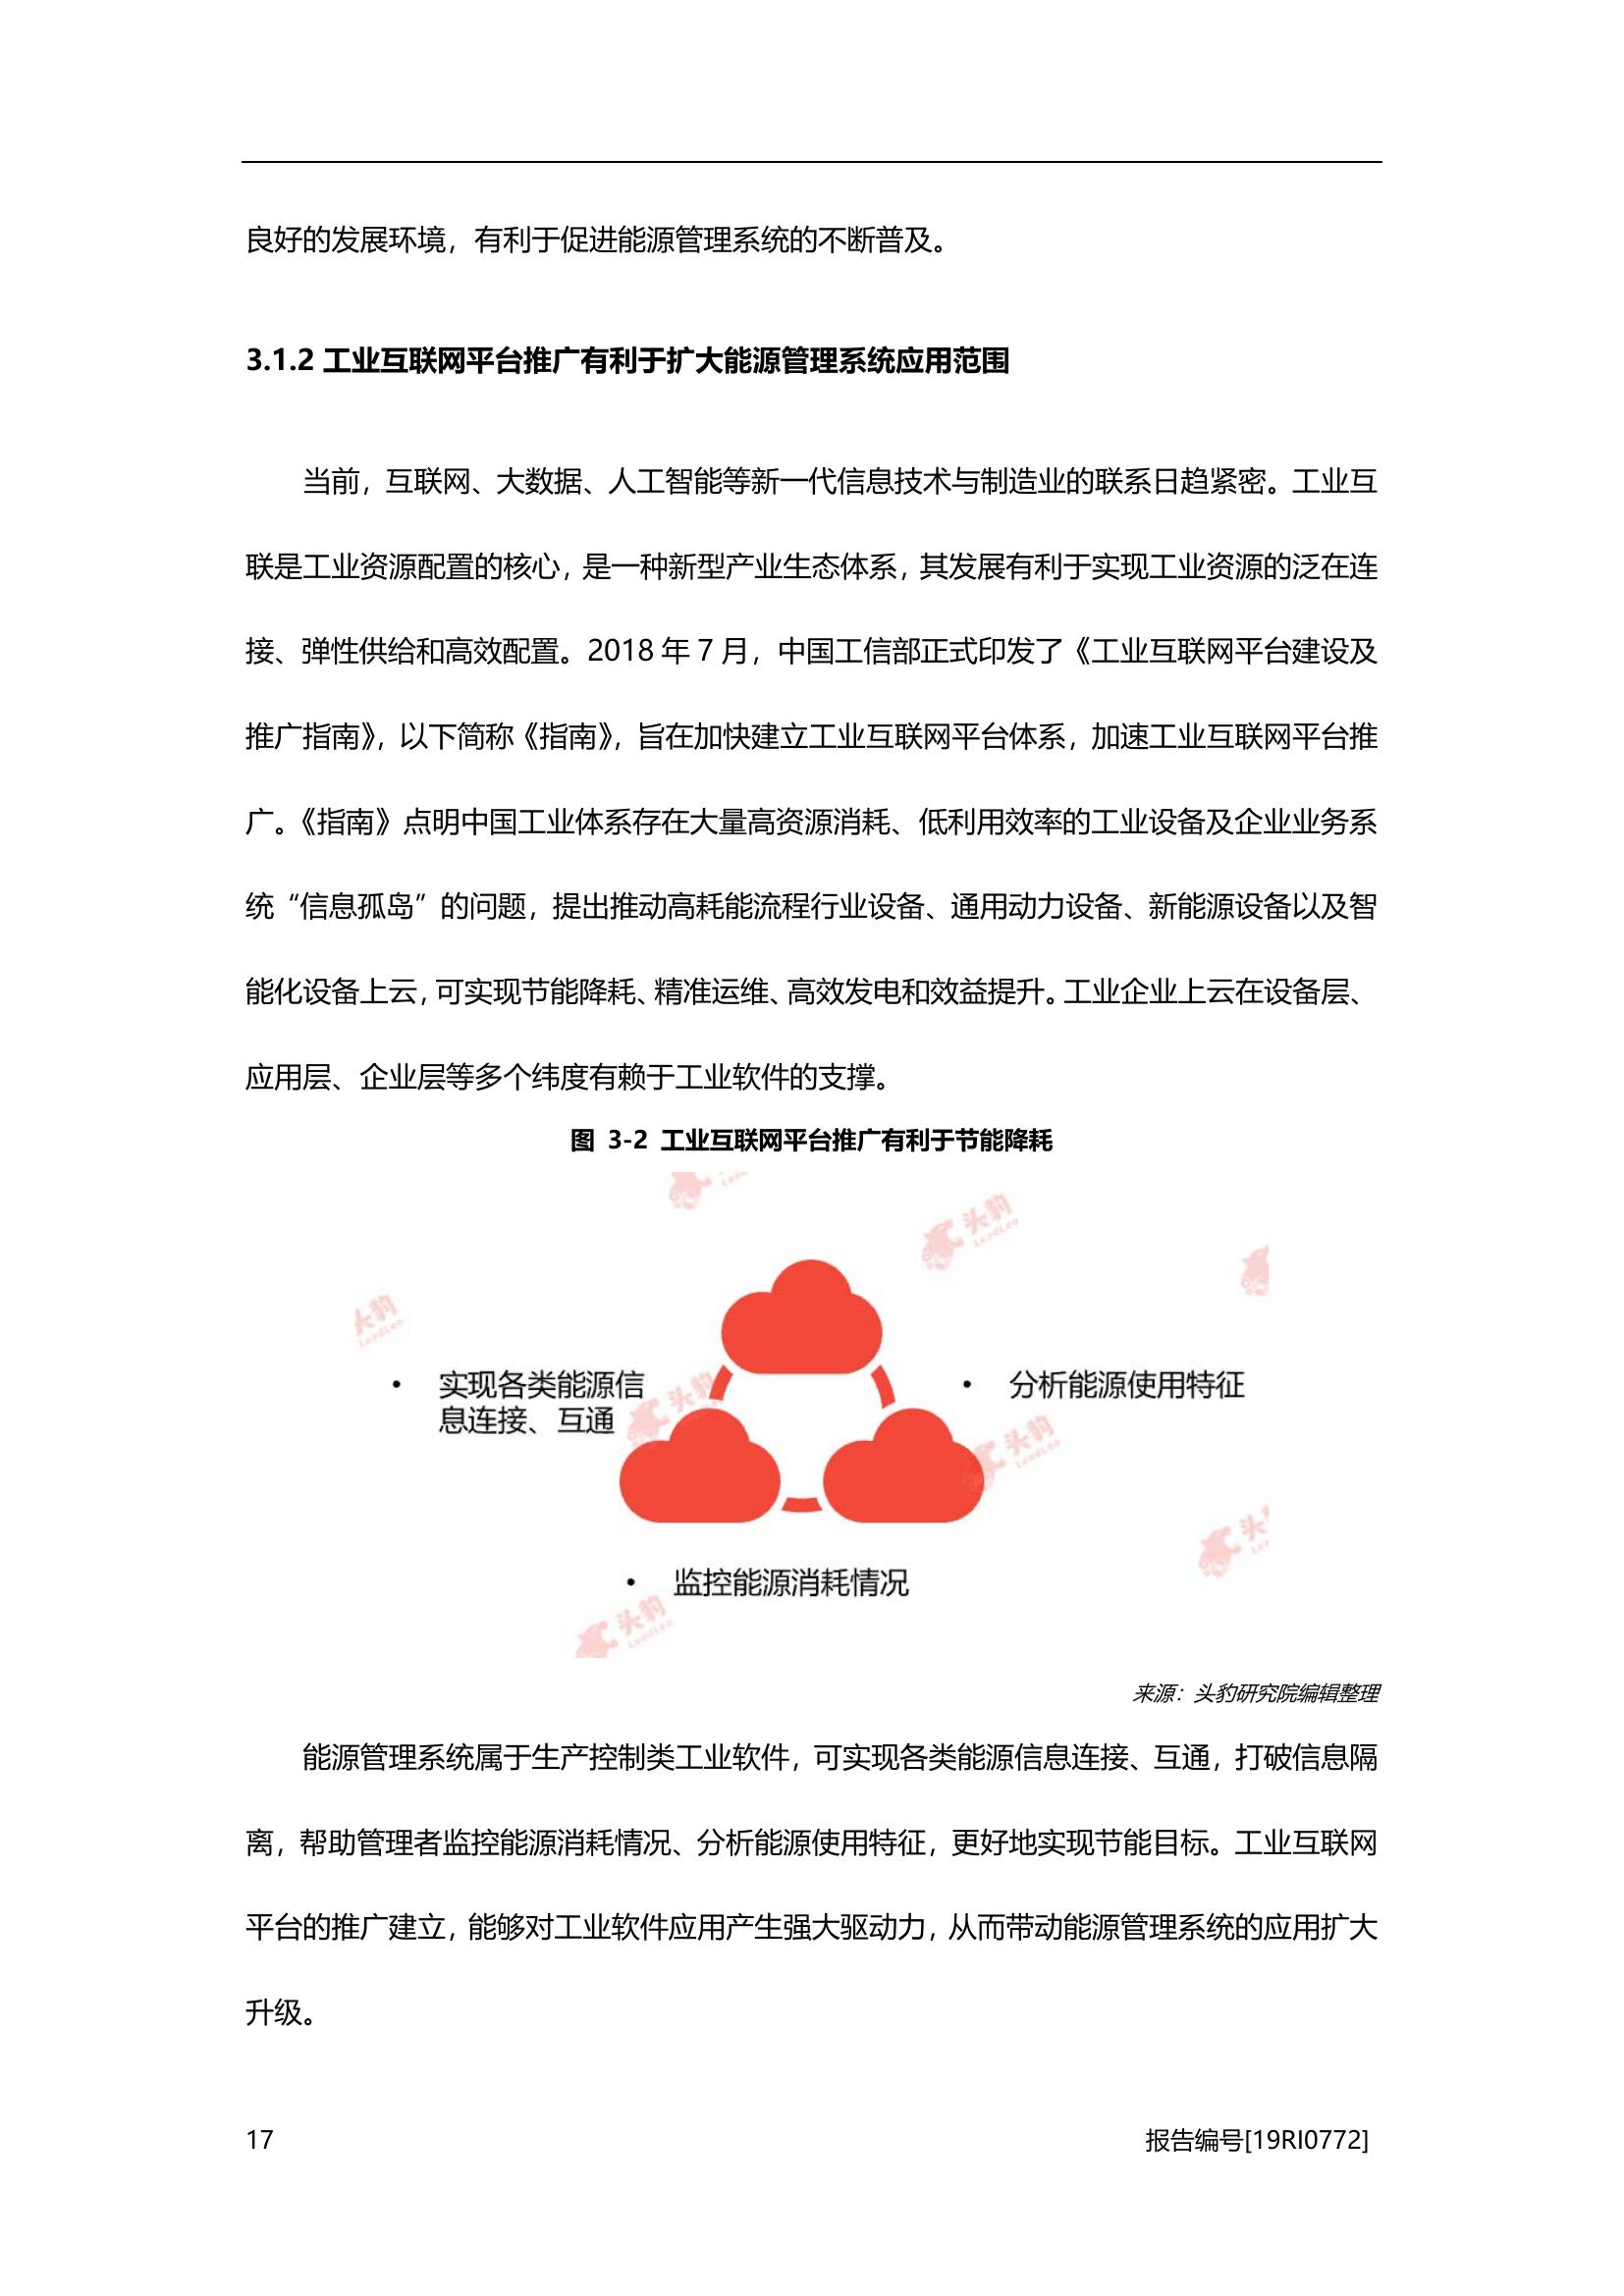 良好的发展环境，有利于促进能源管理系统的不断普及。
3.1.2 工业互联网平台推广有利于扩大能源管理系统应用范围
当前，互联网、大数据、人工智能等新一代信息技术与制造业的联系日趋紧密。工业互
联是工业资源配置的核心，是一种新型产业生态体系，其发展有利于实现工业资源的泛在连
接、弹性供给和高效配置。2018 年 7 月，中国工信部正式印发了《工业互联网平台建设及
推广指南》，以下简称《指南》，旨在加快建立工业互联网平台体系，加速工业互联网平台推
广。《指南》点明中国工业体系存在大量高资源消耗、低利用效率的工业设备及企业业务系
统“信息孤岛”的问题，提出推动高耗能流程行业设备、通用动力设备、新能源设备以及智
能化设备上云，可实现节能降耗、精准运维、高效发电和效益提升。工业企业上云在设备层、
应用层、企业层等多个纬度有赖于工业软件的支撑。
图 3-2 工业互联网平台推广有利于节能降耗
头豹
LeadLeo
头豹
LeadLeo
• 实现各类能源信
息连接、互通
• 分析能源使用特征
头豹
头豹
LeadLeo
头
• 监控能源消耗情况
头豹
LeadLeo
来源：头豹研究院编辑整理
能源管理系统属于生产控制类工业软件，可实现各类能源信息连接、互通，打破信息隔
离，帮助管理者监控能源消耗情况、分析能源使用特征，更好地实现节能目标。工业互联网
平台的推广建立，能够对工业软件应用产生强大驱动力，从而带动能源管理系统的应用扩大
升级。
17
报告编号[19RI0772]